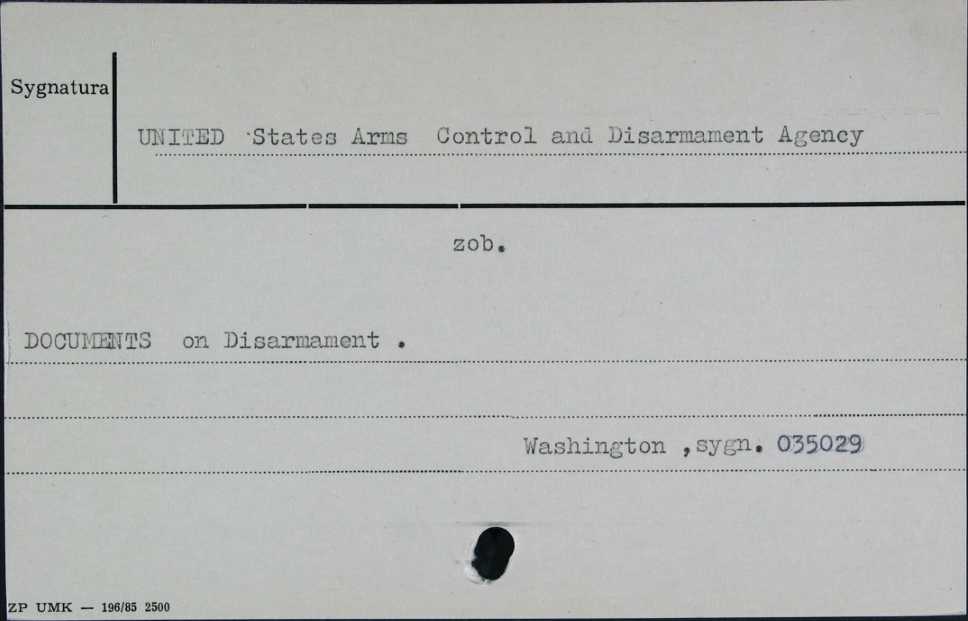 Sygnatura
UNITED States Arms Control and Disarmament Agency
zob.
DOCUMENTS on Disarmament .
Washington ,sygn. 035029
ZP UMK — 196/85 2500